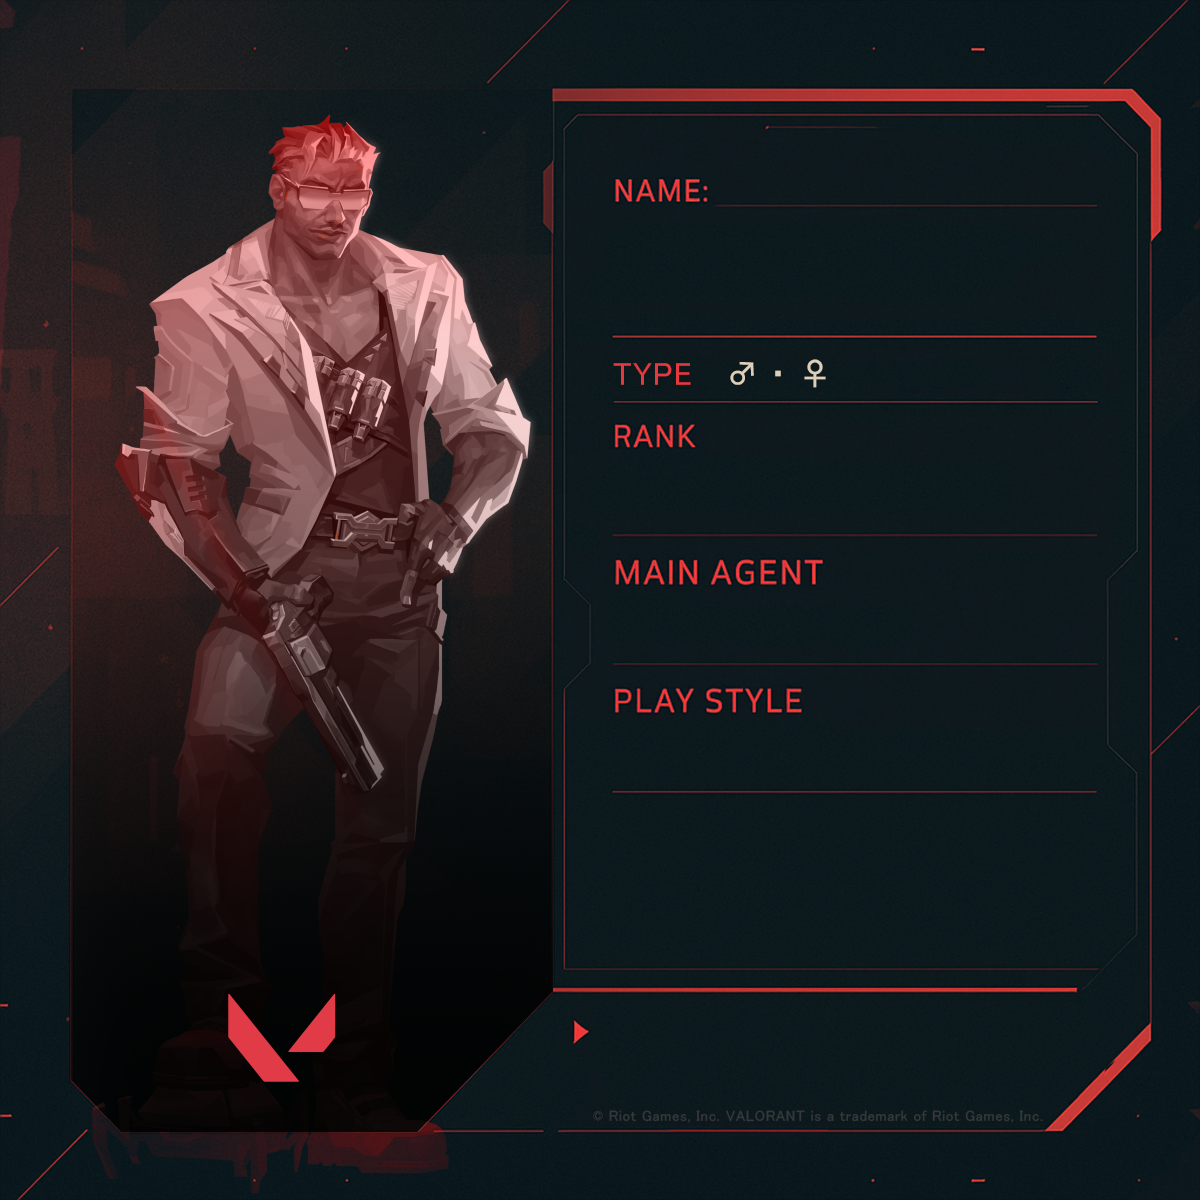 NAME:
TYPE ♂ · ♀
RANK
MAIN AGENT
PLAY STYLE
© Riot Games, Inc. VALORANT is a trademark of Riot Games, Inc.